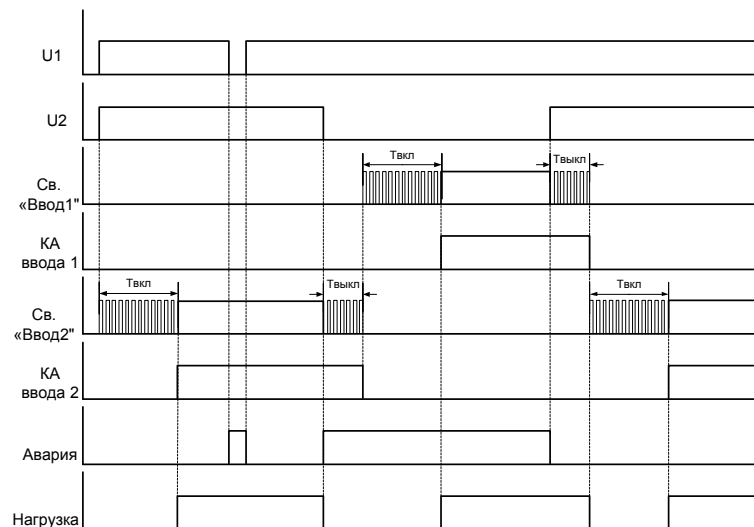 U1
U2
Твкл
Твыкл
Св.
«Ввод1"
КА
ввода 1
Твкл
Твыкл
Твкл
Св.
«Ввод2"
КА
ввода 2
Авария
Нагрузка